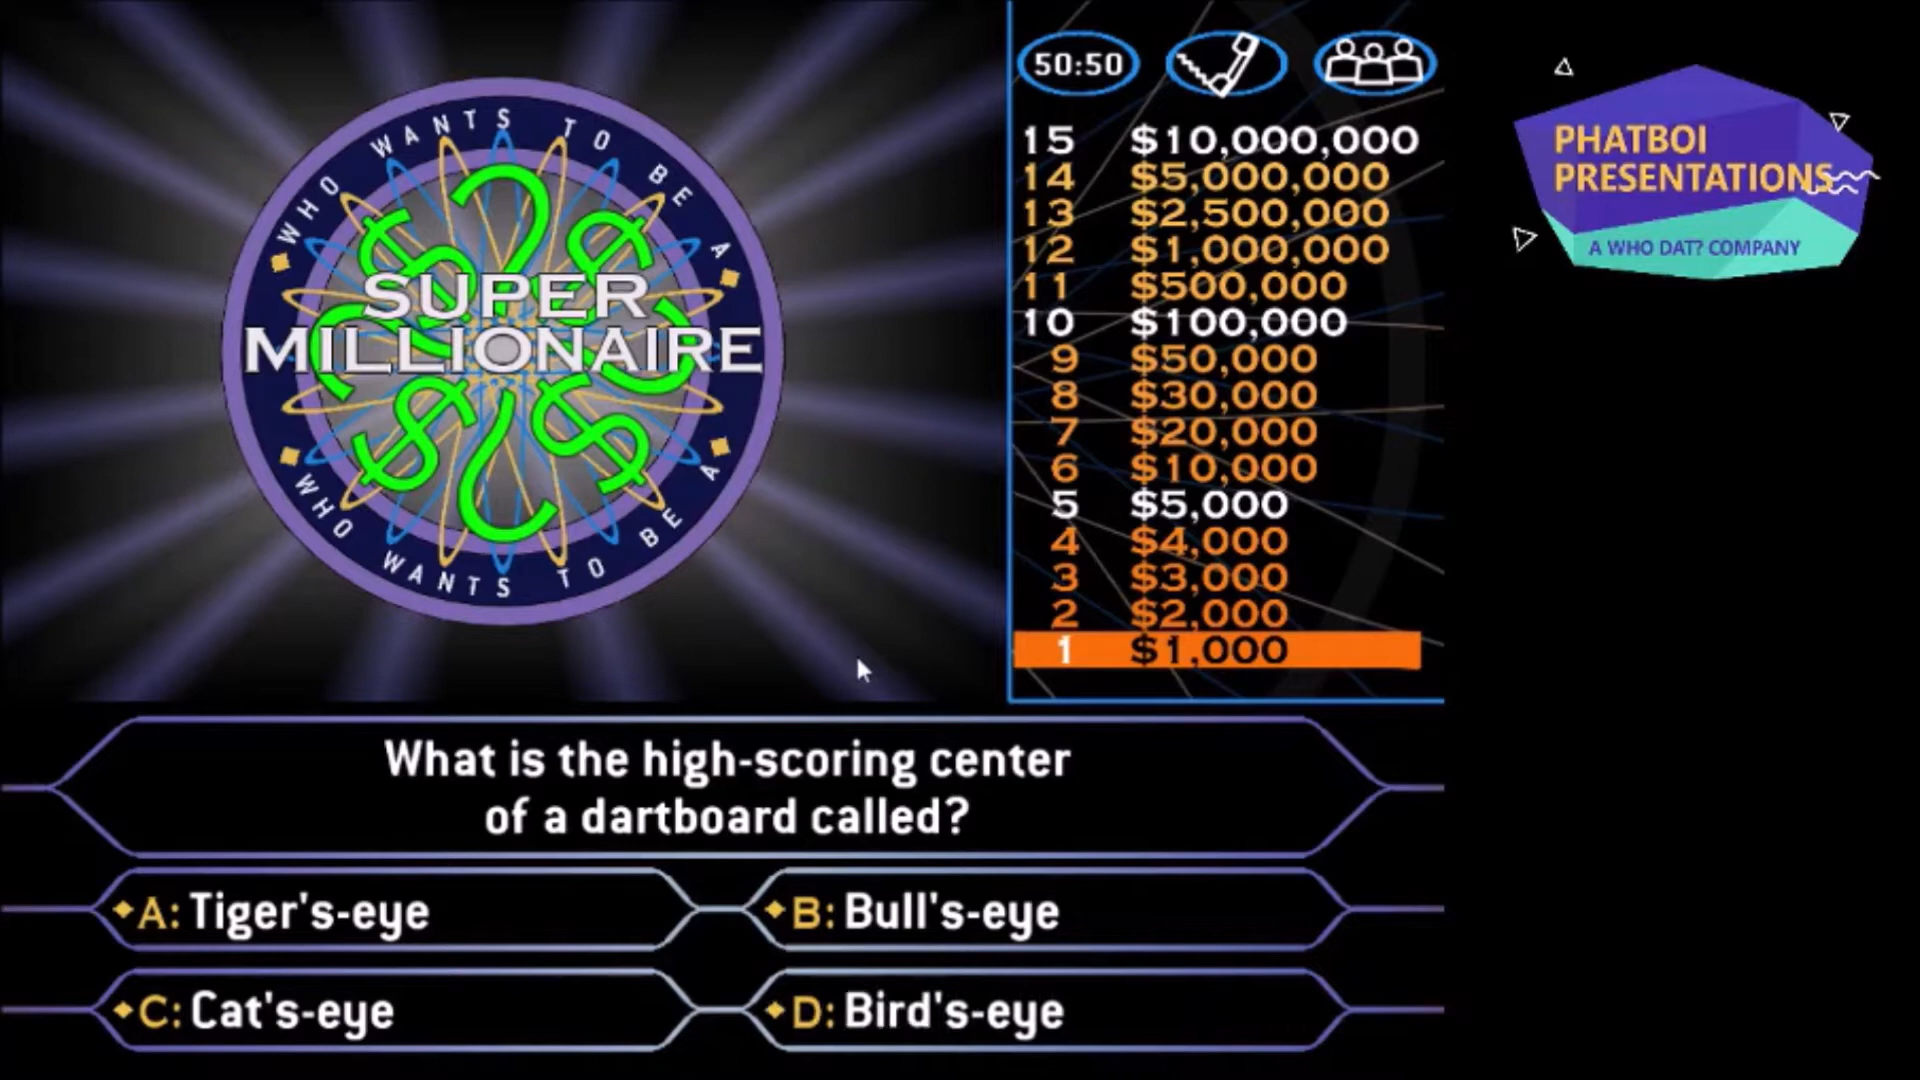 WHO WANTS TO BE A
SUPER
MILLIONAIRE
WHO WANTS TO BE A
50:50
15 $10,000,000
14 $5,000,000
13 $2,500,000
12 $1,000,000
11 $500,000
10 $100,000
9 $50,000
8 $30,000
7 $20,000
6 $10,000
5 $5,000
4 $4,000
3 $3,000
2 $2,000
1 $1,000
PHATBOI
PRESENTATIONS
A WHO DAT? COMPANY
What is the high-scoring center
of a dartboard called?
A: Tiger's-eye
B: Bull's-eye
C: Cat's-eye
D: Bird's-eye